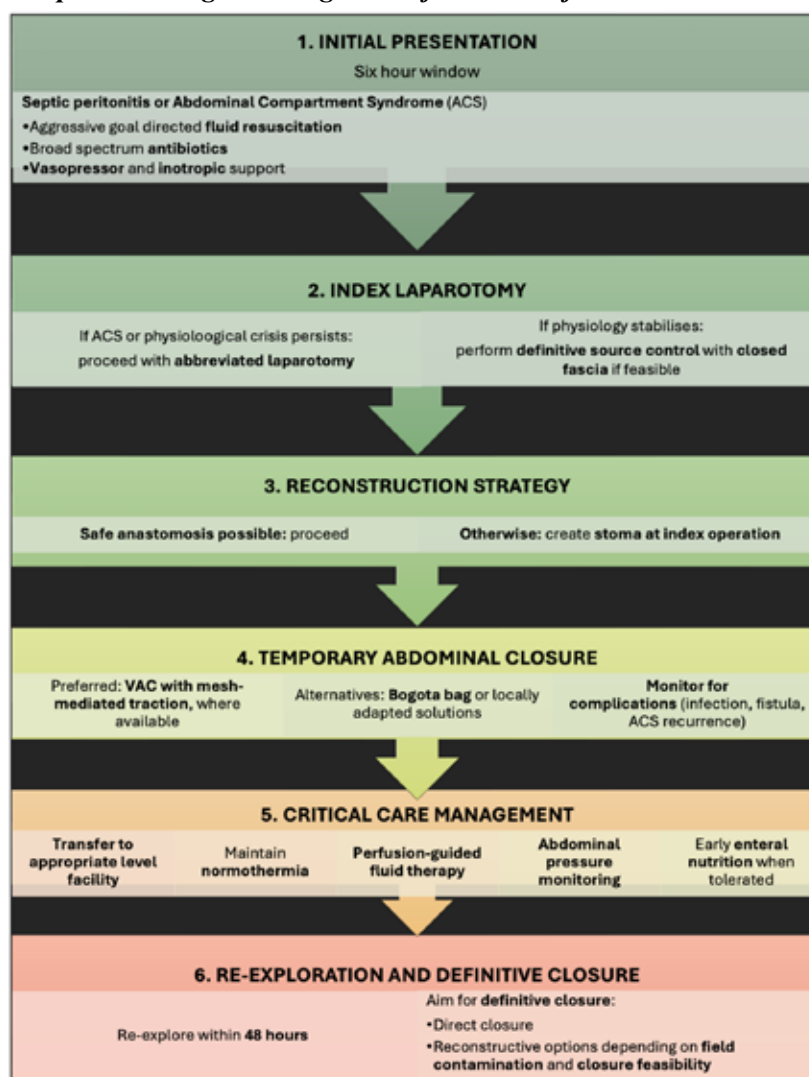 1. INITIAL PRESENTATION
Six hour window
Septic peritonitis or Abdominal Compartment Syndrome (ACS)
•Aggressive goal directed fluid resuscitation
•Broad spectrum antibiotics
•Vasopressor and inotropic support
2. INDEX LAPAROTOMY
If ACS or physioloogical crisis persists:
proceed with abbreviated laparotomy
If physiology stabilises:
perform definitive source control with closed
fascia if feasible
3. RECONSTRUCTION STRATEGY
Safe anastomosis possible: proceed
Otherwise: create stoma at index operation
4. TEMPORARY ABDOMINAL CLOSURE
Preferred: VAC with mesh-
mediated traction, where
available
Alternatives: Bogota bag or locally
adapted solutions
Monitor for
complications (infection, fistula,
ACS recurrence)
5. CRITICAL CARE MANAGEMENT
Transfer to
appropriate level
facility
Maintain
normothermia
Perfusion-guided
fluid therapy
Abdominal
pressure
monitoring
Early enteral
nutrition when
tolerated
6. RE-EXPLORATION AND DEFINITIVE CLOSURE
Re-explore within 48 hours
Aim for definitive closure:
•Direct closure
•Reconstructive options depending on field
contamination and closure feasibility